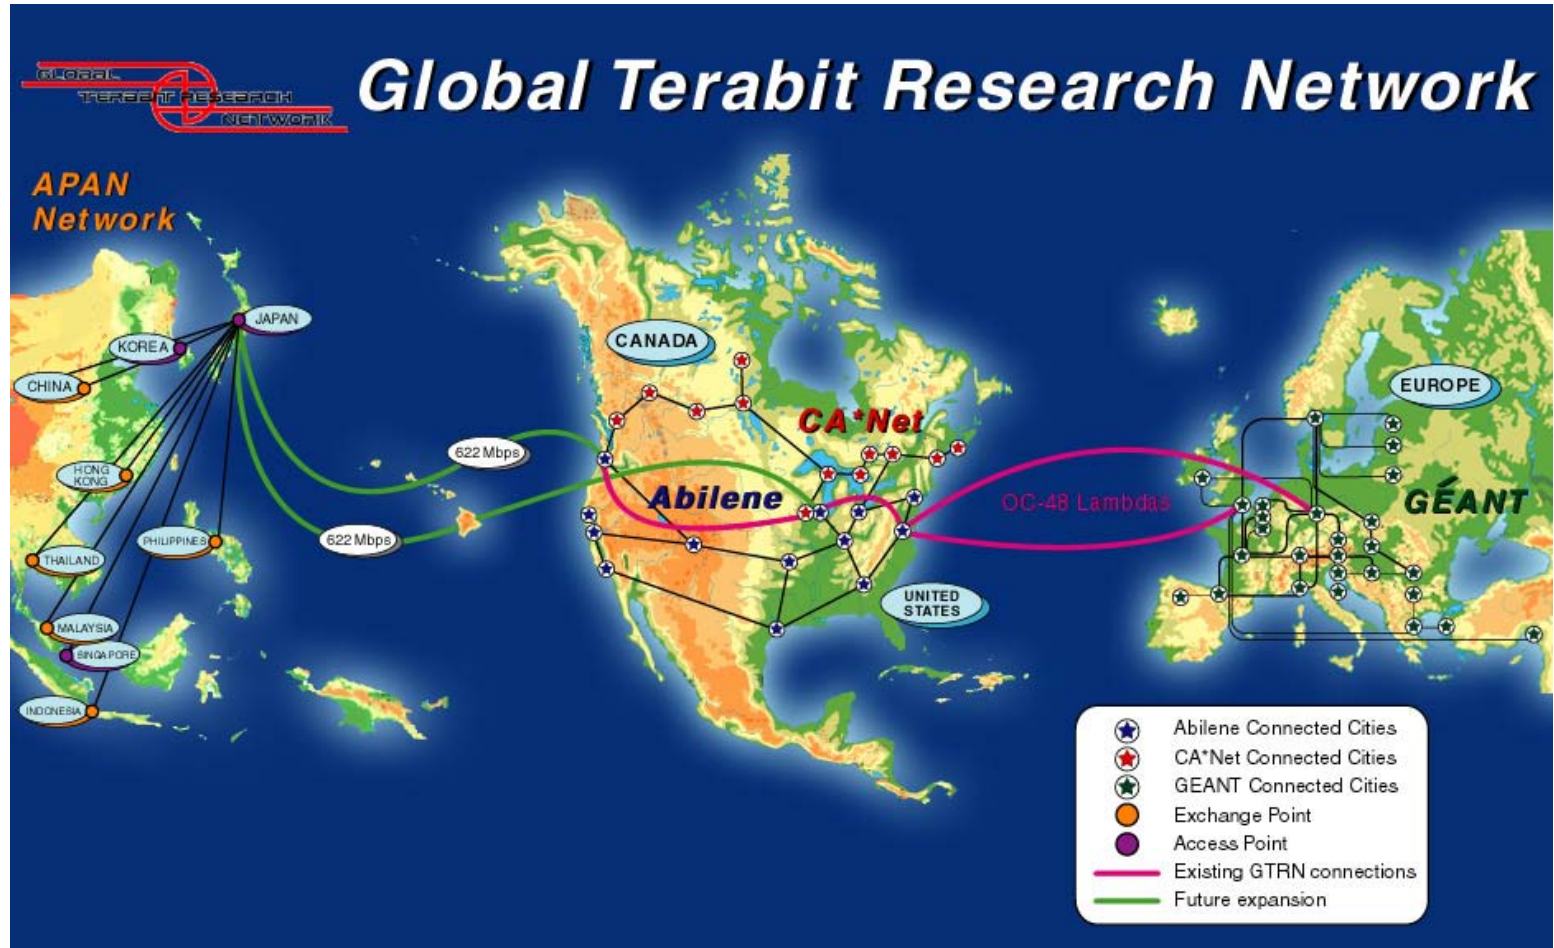 GLOBAL
TERABIT RESEARCH
NETWORK
Global Terabit Research Network
APAN
Network
JAPAN
KOREA
CHINA
HONG
KONG
PHILIPPINES
THAILAND
MALAYSIA
SINGAPORE
INDONESIA
622 Mbps
622 Mbps
CANADA
CA*Net
Abilene
UNITED
STATES
OC-48 Lambdas
EUROPE
GÉANT
Abilene Connected Cities
CA*Net Connected Cities
GEANT Connected Cities
Exchange Point
Access Point
Existing GTRN connections
Future expansion